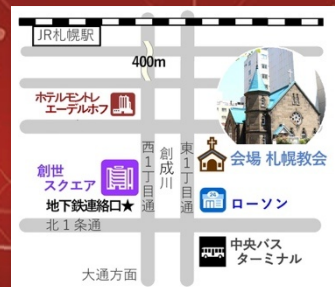 JR札幌駅
400m
ホテルモントレ
エーデルホフ
西1丁目通
創成川
東1丁目通
会場 札幌教会
創世
スクエア
地下鉄連絡口★
ローソン
北1条通
中央バス
ターミナル
大通方面